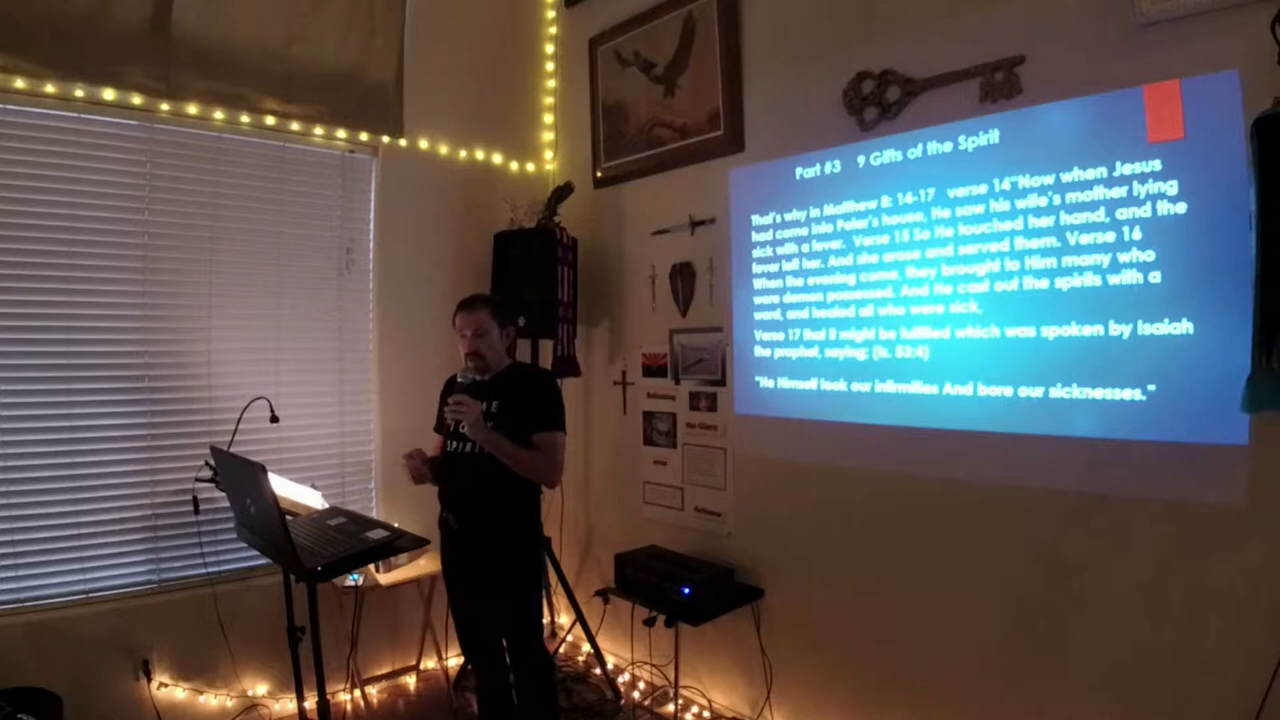 Part #3 9 Gifts of the Spirit
That's why in Matthew 8: 14-17 verse 14"Now when Jesus
had come into Peter's house, He saw his wife's mother lying
sick with a fever. Verse 15 So He touched her hand, and the
fever left her. And she arose and served them. Verse 16
When the evening came, they brought to Him many who
were demon possessed. And He cast out the spirits with a
word, and healed all who were sick,
Verse 17 that it might be fulfilled which was spoken by Isaiah
the prophet, saying; (Is. 53:4)
"He Himself took our infirmities And bore our sicknesses."
SPIRIT
the Glory
Arizona